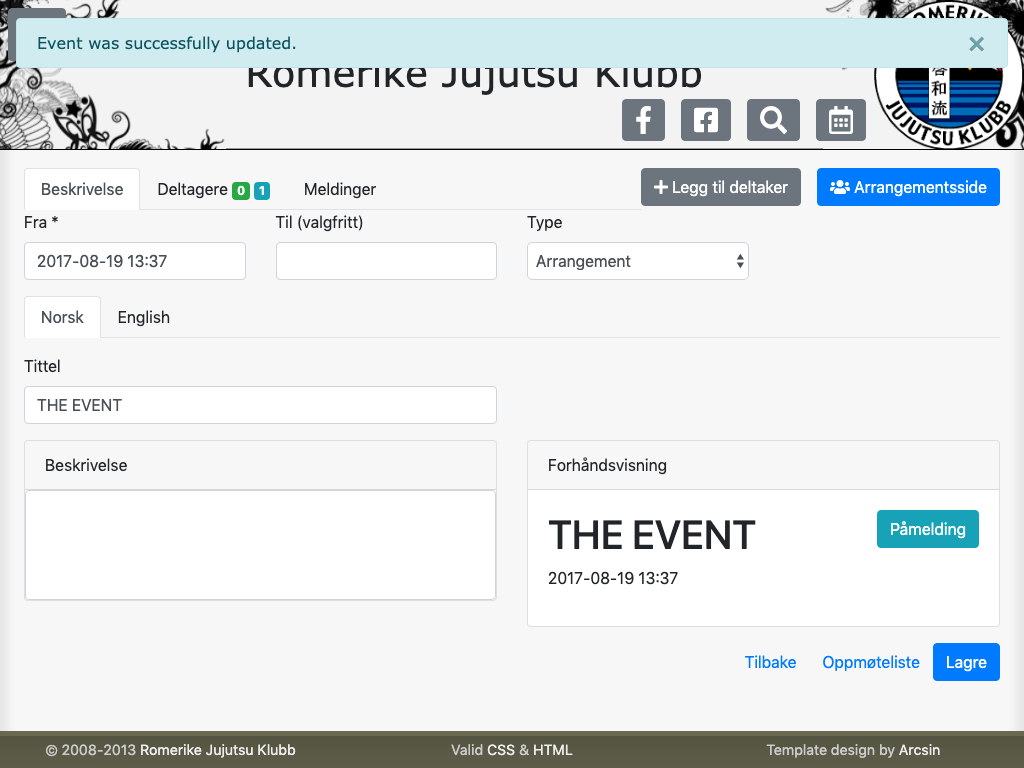 Event was successfully updated. ×
Romerike Jujutsu Klubb
ROMERIKE
啓和流
JUJUTSU KLUBB
Beskrivelse Deltagere 0 1 Meldinger Legg til deltaker Arrangementsside
Fra * Til (valgfritt) Type
2017-08-19 13:37 Arrangement
Norsk English
Tittel
THE EVENT
Beskrivelse Forhåndsvisning
THE EVENT Påmelding
2017-08-19 13:37
Tilbake Oppmøteliste Lagre
© 2008-2013 Romerike Jujutsu Klubb Valid CSS & HTML Template design by Arcsin